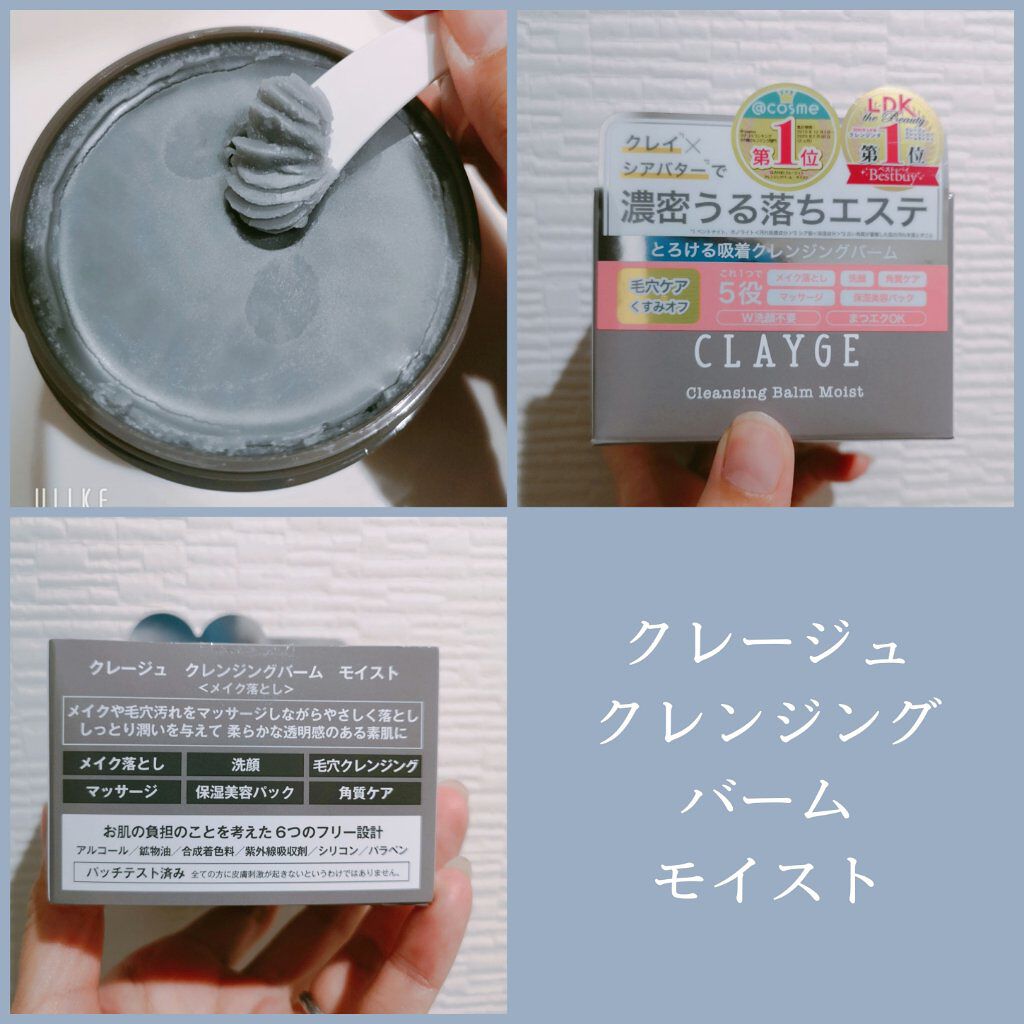 ULIKE
@cosme
第1位
LDK
the Beauty
クレンジング
第1位
ベストバイ
Bestbuy
クレイ×
シアバターで
濃密うる落ちエステ
とろける吸着クレンジングバーム
毛穴ケア
くすみオフ
これ1つで
5役
メイク落とし 洗顔 角質ケア
マッサージ 保湿美容パック
W洗顔不要 まつエクOK
CLAYGE
Cleansing Balm Moist
クレージュ クレンジングバーム モイスト
<メイク落とし>
メイクや毛穴汚れをマッサージしながらやさしく落とし
しっとり潤いを与えて 柔らかな透明感のある素肌に
メイク落とし 洗顔 毛穴クレンジング
マッサージ 保湿美容パック 角質ケア
お肌の負担のことを考えた 6つのフリー設計
アルコール/鉱物油/合成着色料/紫外線吸収剤/シリコン/パラベン
パッチテスト済み 全ての方に皮膚刺激が起きないというわけではありません。
クレージュ
クレンジング
バーム
モイスト